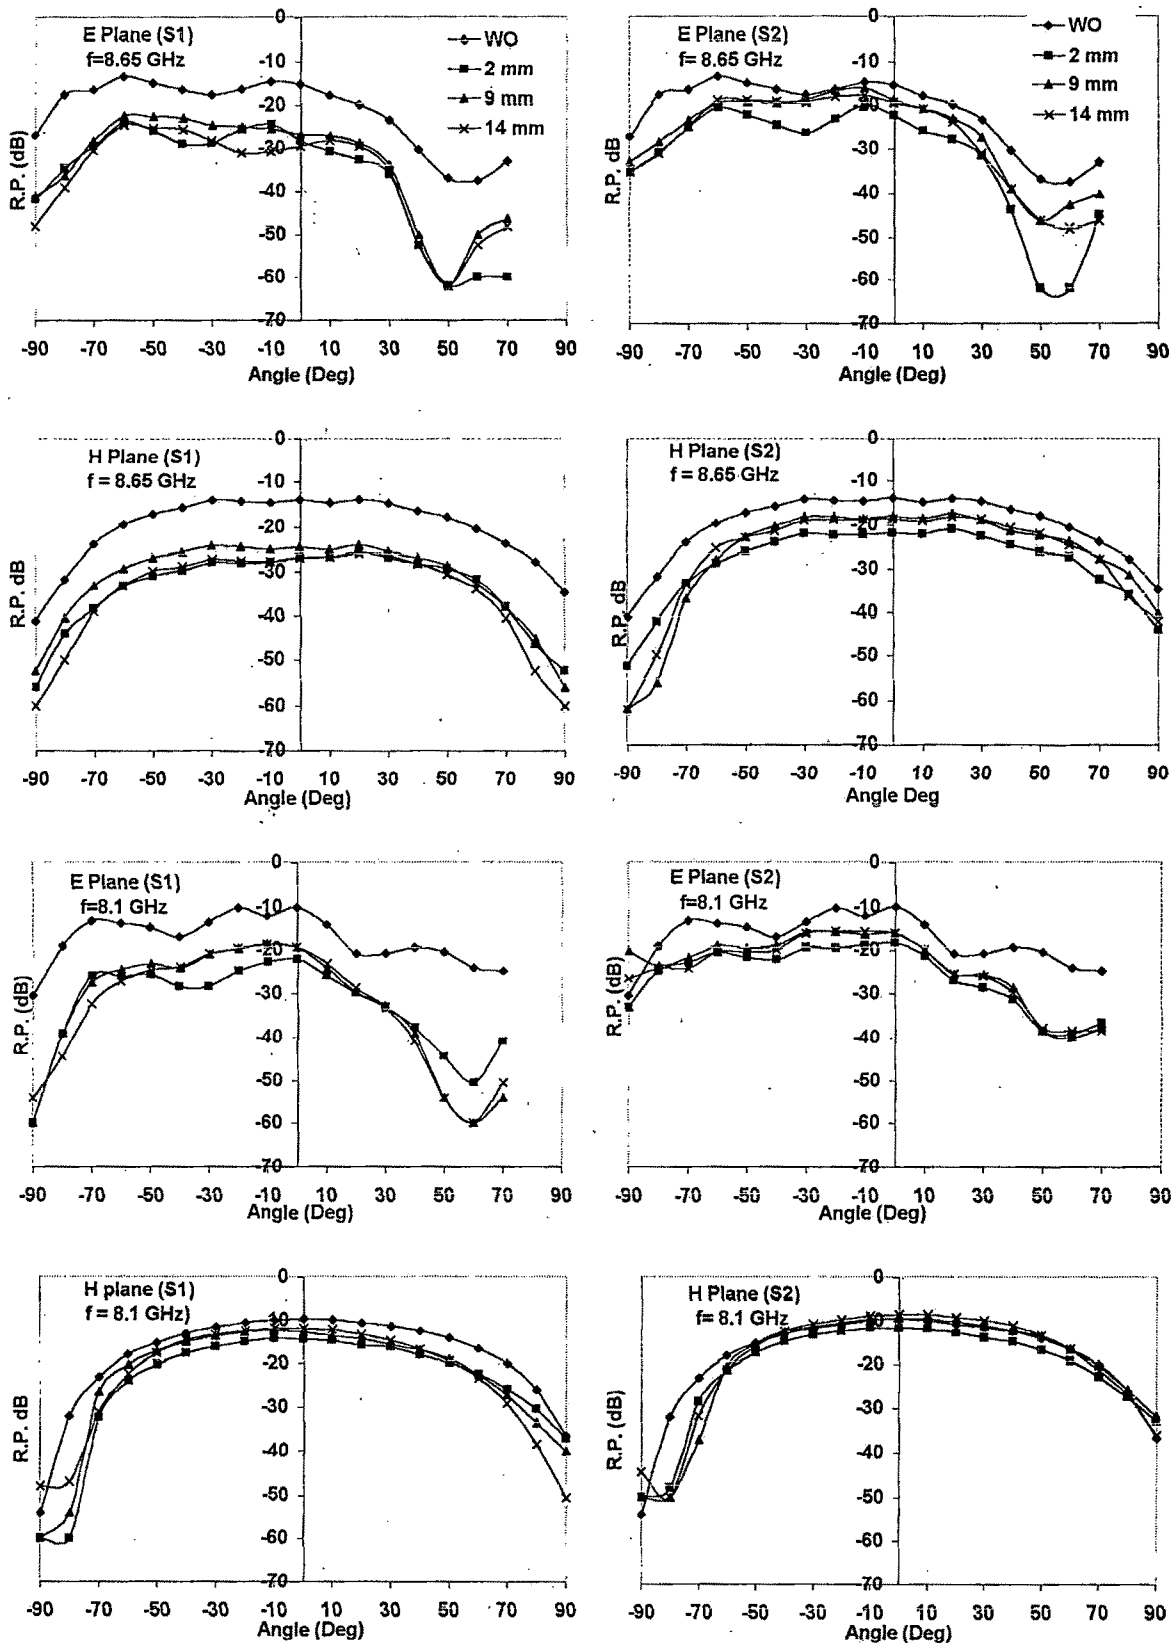 E Plane (S1)
f=8.65 GHz
WO
2 mm
9 mm
14 mm
0
-10
-20
-30
-40
-50
-60
-70
R.P. (dB)
-90 -70 -50 -30 -10 10 30 50 70 90
Angle (Deg)
E Plane (S2)
f=8.65 GHz
WO
2 mm
9 mm
14 mm
0
-10
-20
-30
-40
-50
-60
-70
R.P. dB
-90 -70 -50 -30 -10 10 30 50 70 90
Angle (Deg)
H Plane (S1)
f = 8.65 GHz
0
-10
-20
-30
-40
-50
-60
-70
R.P. dB
-90 -70 -50 -30 -10 10 30 50 70 90
Angle (Deg)
H Plane (S2)
f = 8.65 GHz
0
-10
-20
-30
-40
-50
-60
-70
R.P. dB
-90 -70 -50 -30 -10 10 30 50 70 90
Angle Deg
E Plane (S1)
f=8.1 GHz
0
-10
-20
-30
-40
-50
-60
-70
R.P. (dB)
-90 -70 -50 -30 -10 10 30 50 70 90
Angle (Deg)
E Plane (S2)
f=8.1 GHz
0
-10
-20
-30
-40
-50
-60
-70
R.P. (dB)
-90 -70 -50 -30 -10 10 30 50 70 90
Angle (Deg)
H plane (S1)
f = 8.1 GHz)
0
-10
-20
-30
-40
-50
-60
-70
R.P. dB
-90 -70 -50 -30 -10 10 30 50 70 90
Angle (Deg)
H Plane (S2)
f= 8.1 GHz
0
-10
-20
-30
-40
-50
-60
-70
R.P. (dB)
-90 -70 -50 -30 -10 10 30 50 70 90
Angle (Deg)